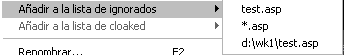 Añadir a la lista de ignorados
test.asp
Añadir a la lista de cloaked
*.asp
d:\wk1\test.asp
Renombrar... F2